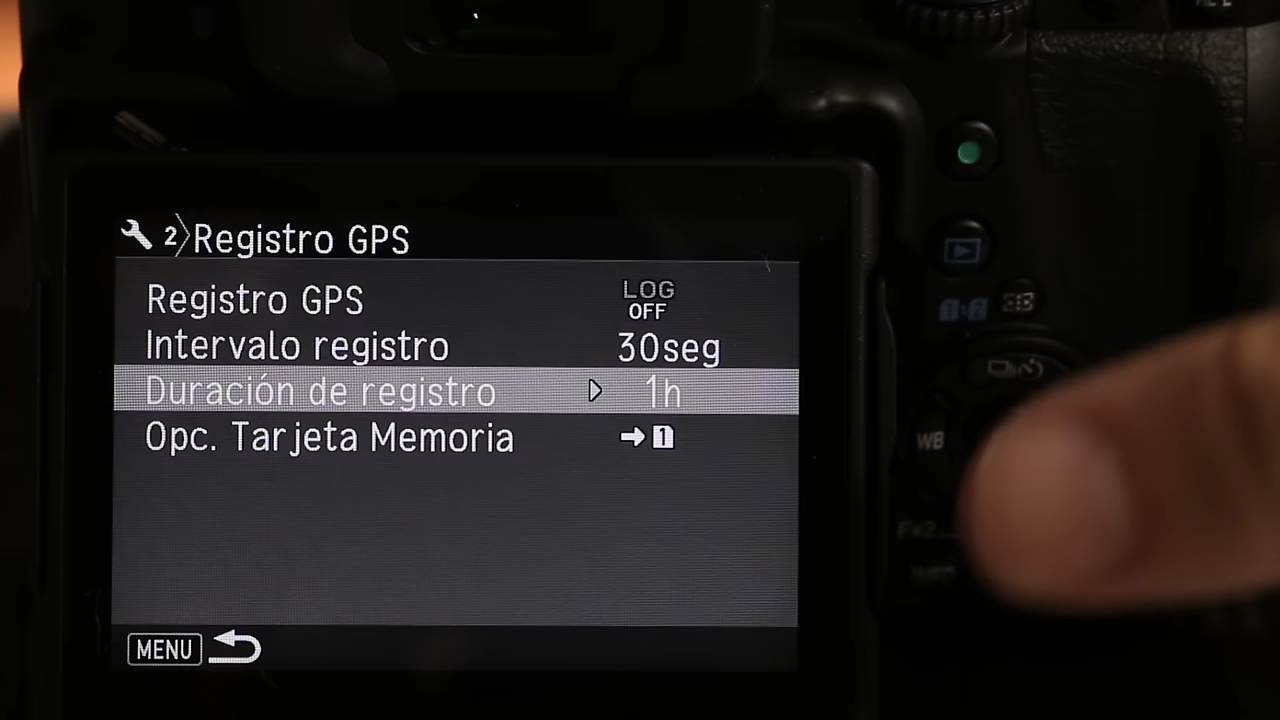 2 Registro GPS
Registro GPS LOG OFF
Intervalo registro 30seg
Duración de registro 1h
Opc. Tarjeta Memoria 1
MENU
WB
Fx2